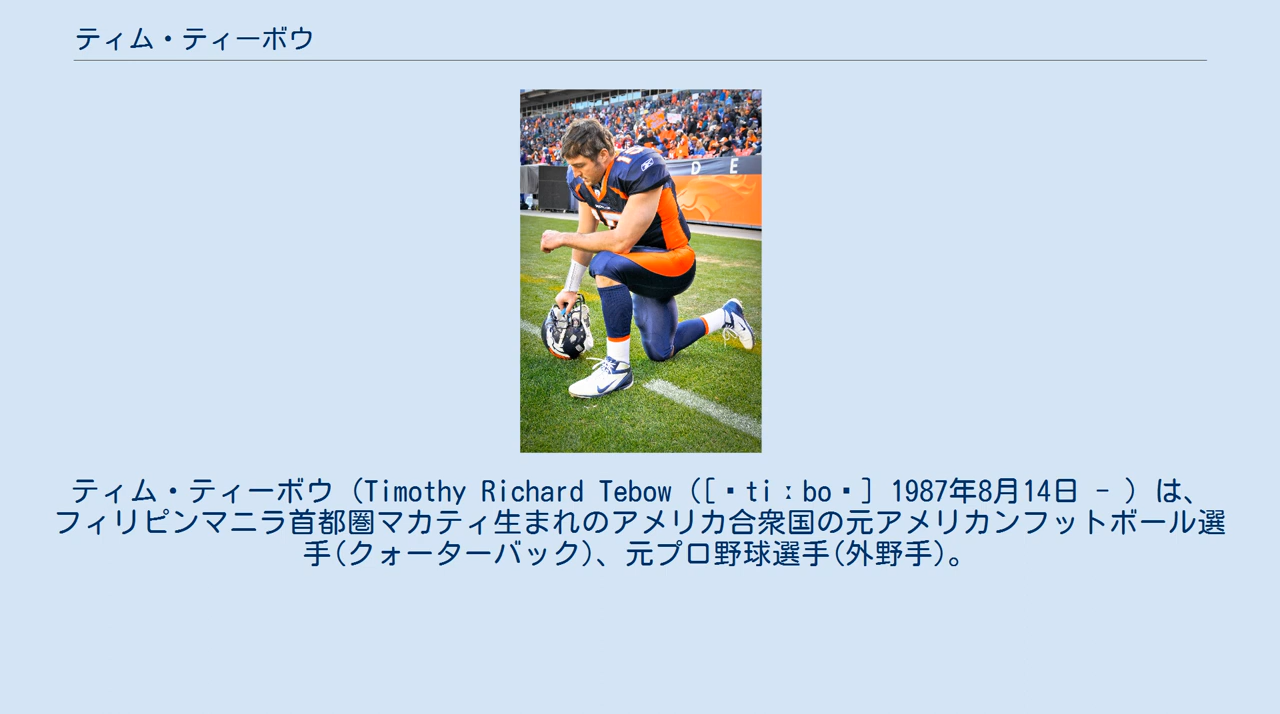 ティム・ティーボウ
D E
15
ティム・ティーボウ (Timothy Richard Tebow ([▪tiːbo▪] 1987年8月14日 - ) は、
フィリピンマニラ首都圏マカティ生まれのアメリカ合衆国の元アメリカンフットボール選
手(クォーターバック)、元プロ野球選手(外野手)。